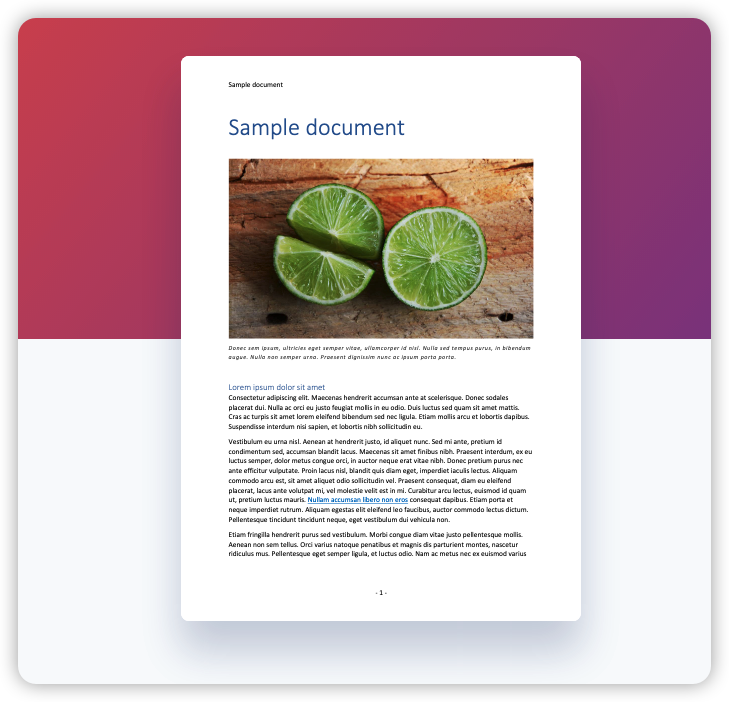 Sample document
Sample document
Donec sem ipsum, ultricies eget semper vitae, ullamcorper id nisl. Nulla sed tempus purus, in bibendum
augue. Nulla non semper urna. Praesent dignissim nunc ac ipsum porta porta.
Lorem ipsum dolor sit amet
Consectetur adipiscing elit. Maecenas hendrerit accumsan ante at scelerisque. Donec sodales
placerat dui. Nulla ac orci eu justo feugiat mollis in eu odio. Duis luctus sed quam sit amet mattis.
Cras ac turpis sit amet lorem eleifend bibendum sed nec ligula. Etiam mollis arcu et lobortis dapibus.
Suspendisse interdum nisi sapien, et lobortis nibh sollicitudin eu.
Vestibulum eu urna nisl. Aenean at hendrerit justo, id aliquet nunc. Sed mi ante, pretium id
condimentum sed, accumsan blandit lacus. Maecenas sit amet finibus nibh. Praesent interdum, ex eu
luctus semper, dolor metus congue orci, in auctor neque erat vitae nibh. Donec pretium purus nec
ante efficitur vulputate. Proin lacus nisl, blandit quis diam eget, imperdiet iaculis lectus. Aliquam
commodo arcu est, sit amet aliquet odio sollicitudin vel. Praesent consequat, diam eu eleifend
placerat, lacus ante volutpat mi, vel molestie velit est in mi. Curabitur arcu lectus, euismod id quam
ut, pretium luctus mauris. Nullam accumsan libero non eros consequat dapibus. Etiam porta et
neque imperdiet rutrum. Aliquam egestas elit eleifend leo faucibus, auctor commodo lectus dictum.
Pellentesque tincidunt tincidunt neque, eget vestibulum dui vehicula non.
Etiam fringilla hendrerit purus sed vestibulum. Morbi congue diam vitae justo pellentesque mollis.
Aenean non sem tellus. Orci varius natoque penatibus et magnis dis parturient montes, nascetur
ridiculus mus. Pellentesque eget semper ligula, et luctus odio. Nam ac metus nec ex euismod varius
- 1 -